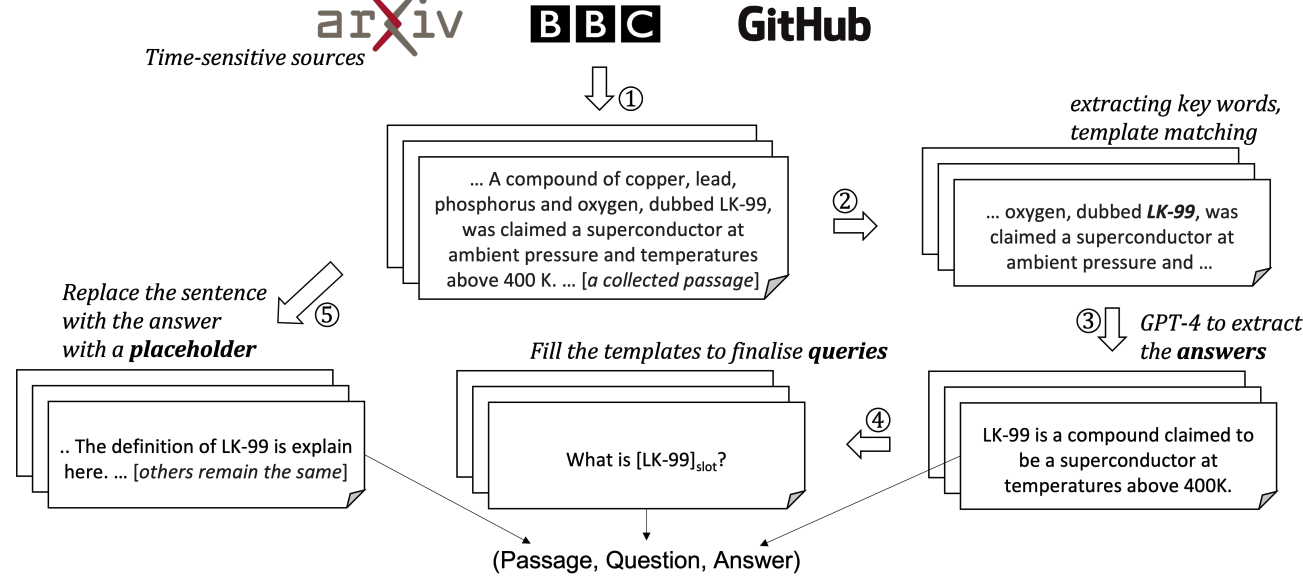 arXiv
BBC
GitHub
Time-sensitive sources
①
extracting key words,
template matching
... A compound of copper, lead,
phosphorus and oxygen, dubbed LK-99,
was claimed a superconductor at
ambient pressure and temperatures
above 400 K. ... [a collected passage]
②
... oxygen, dubbed LK-99, was
claimed a superconductor at
ambient pressure and ...
Replace the sentence
with the answer
with a placeholder
⑤
③
GPT-4 to extract
the answers
Fill the templates to finalise queries
.. The definition of LK-99 is explain
here. ... [others remain the same]
What is [LK-99]slot?
④
LK-99 is a compound claimed to
be a superconductor at
temperatures above 400K.
(Passage, Question, Answer)